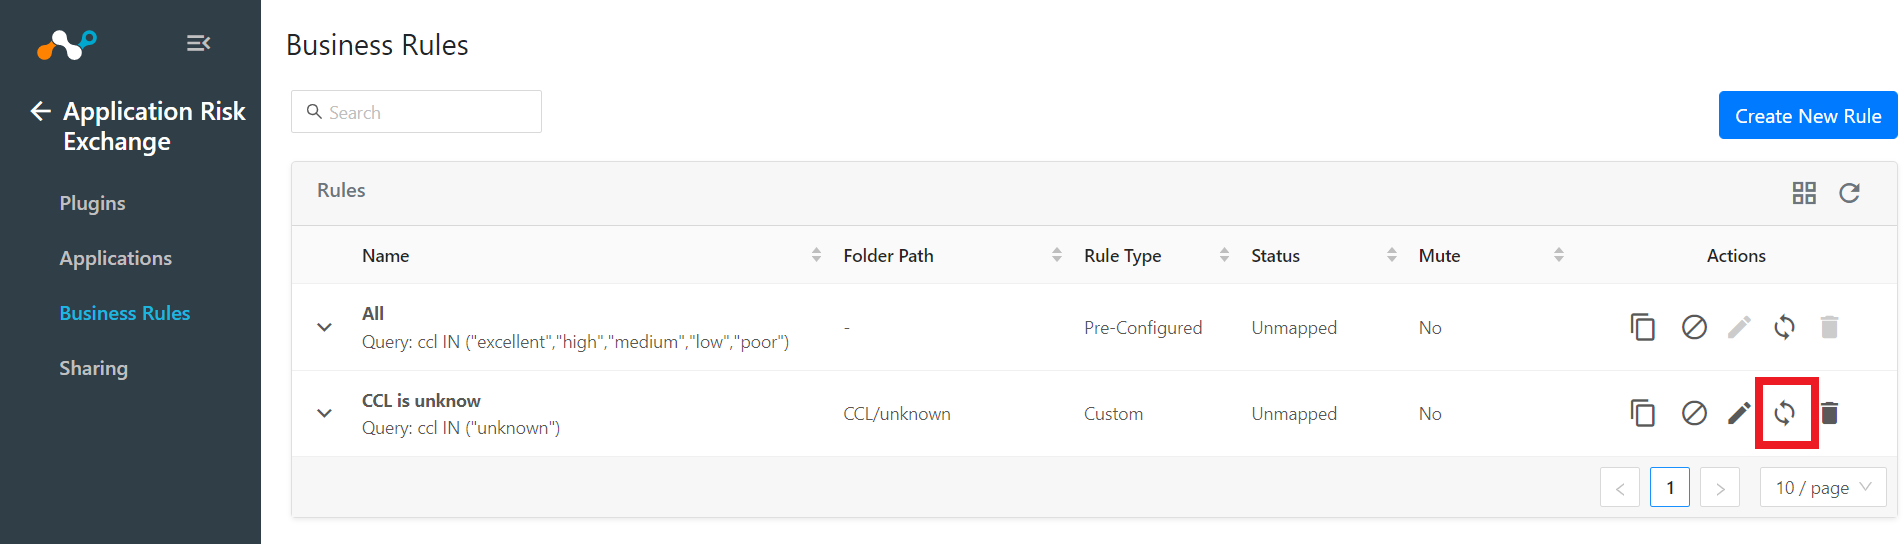 Application Risk
Exchange
Plugins
Applications
Business Rules
Sharing
Business Rules
Search
Create New Rule
Rules
Name Folder Path Rule Type Status Mute Actions
All
Query: ccl IN ("excellent","high","medium","low","poor") - Pre-Configured Unmapped No
CCL is unknow
Query: ccl IN ("unknown") CCL/unknown Custom Unmapped No
< 1 > 10 / page